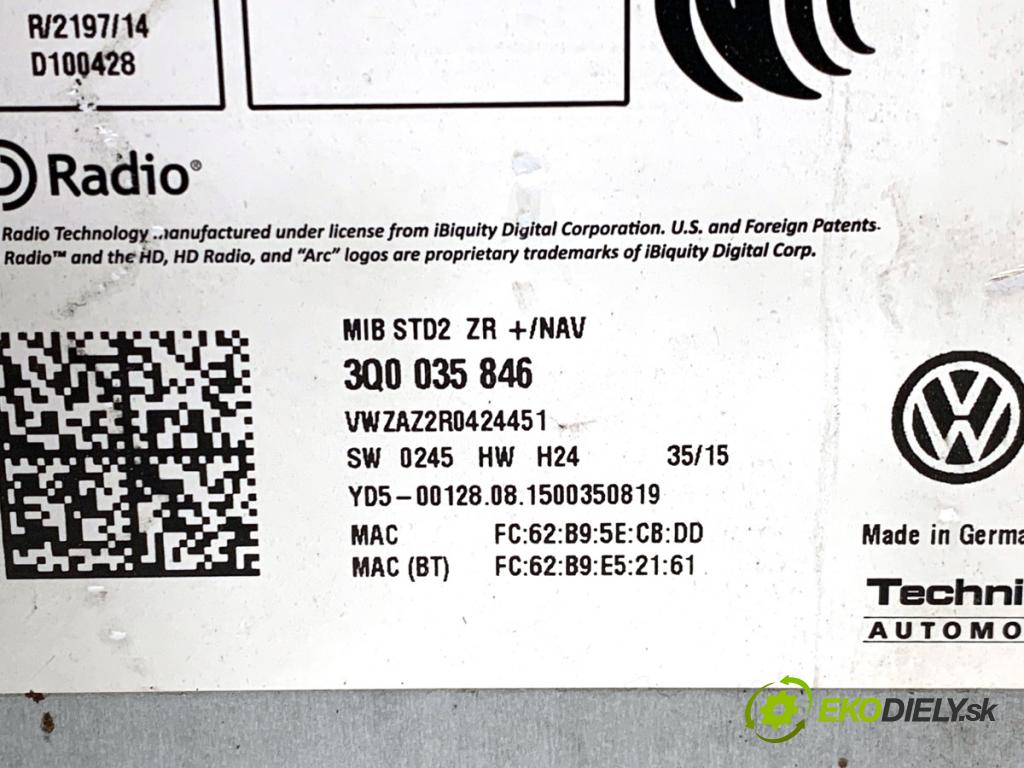 R/2197/14
D100428
Radio®
Radio Technology manufactured under license from iBiquity Digital Corporation. U.S. and Foreign Patents.
Radio™ and the HD, HD Radio, and “Arc” logos are proprietary trademarks of iBiquity Digital Corp.
MIB STD2 ZR +/NAV
3Q0 035 846
VWZAZ2R0424451
SW 0245 HW H24 35/15
YD5-00128.08.1500350819
MAC FC:62:B9:5E:CB:DD
MAC (BT) FC:62:B9:E5:21:61
Made in Germa
Techni
AUTOMO
EKODIELY.sk